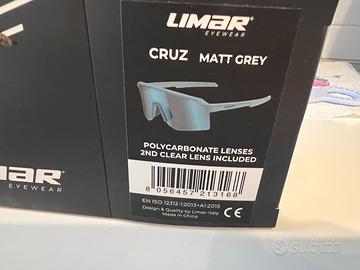 LIMAR®
EYEWEAR
CRUZ MATT GREY
POLYCARBONATE LENSES
2ND CLEAR LENS INCLUDED
8 056457 213168
EN ISO 12312-1:2013+A1:2015
Design & Quality by Limar-Italy
Made in China
CE
MAR®
EYEWEAR
subito